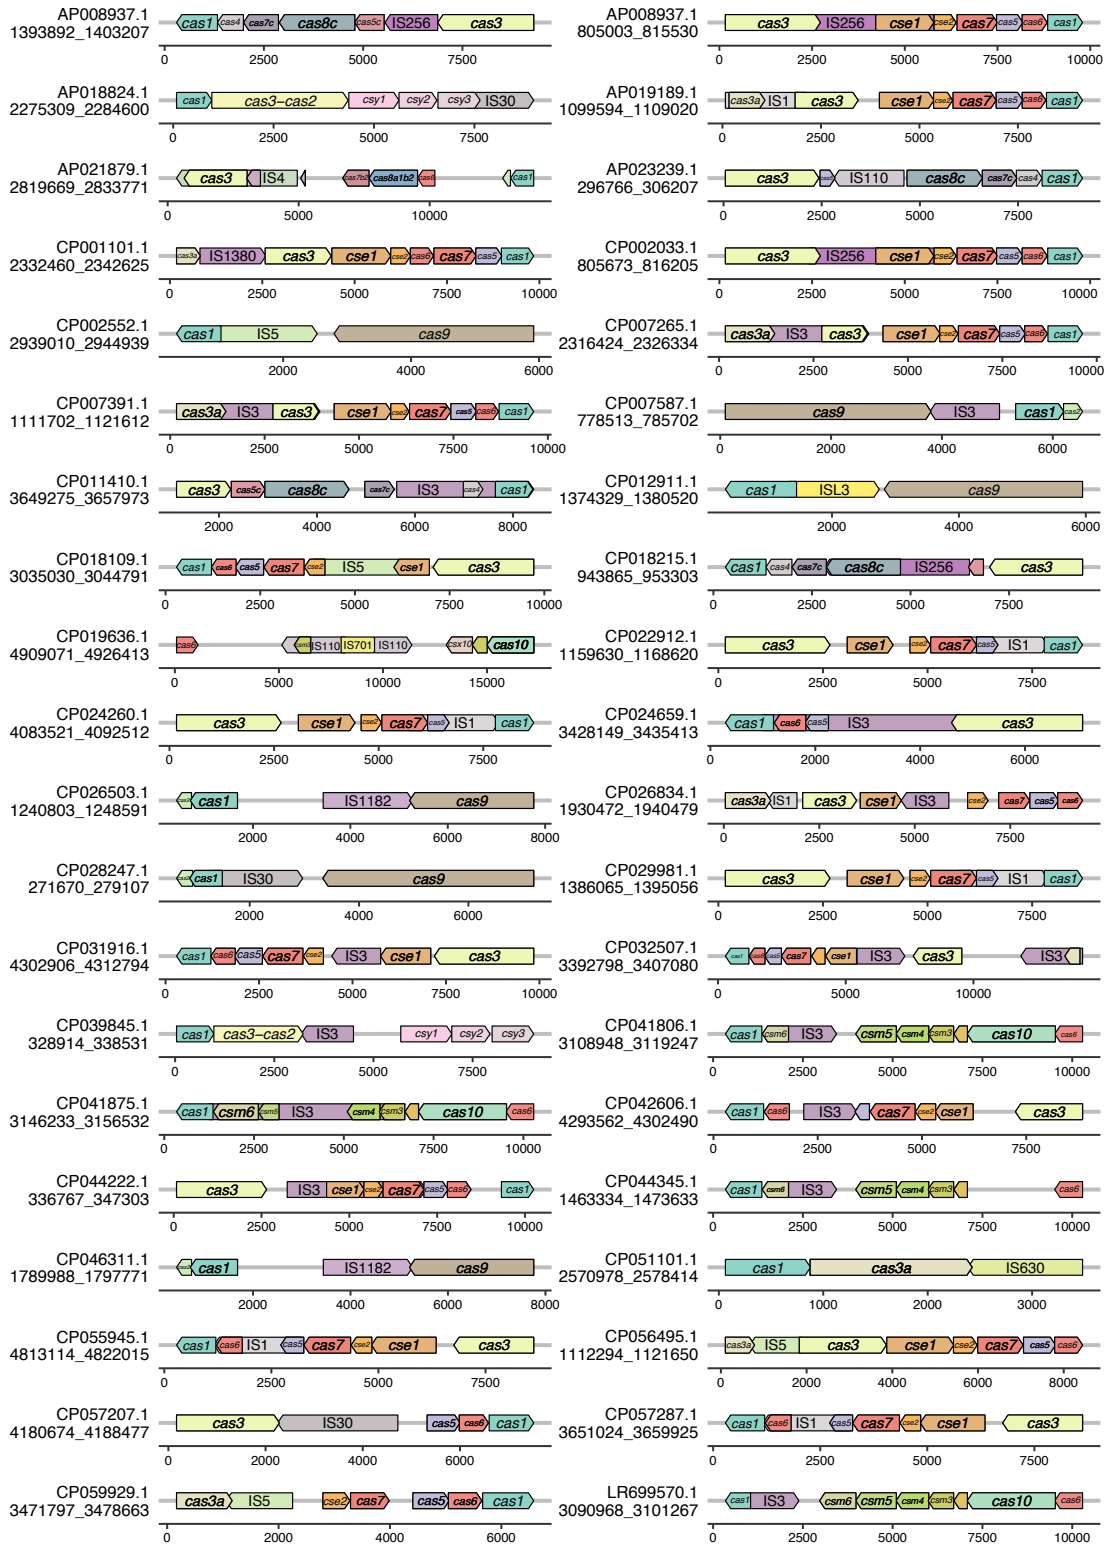 AP008937.1
1393892_1403207
cas1 cas4 cas7c cas8c cas5c IS256 cas3
0 2500 5000 7500
AP008937.1
805003_815530
cas3 IS256 cse1 cse2 cas7 cas5 cas6 cas1
0 2500 5000 7500 10000
AP018824.1
2275309_2284600
cas1 cas3−cas2 csy1 csy2 csy3 IS30
0 2500 5000 7500
AP019189.1
1099594_1109020
cas3a IS1 cas3 cse1 cse2 cas7 cas5 cas6 cas1
0 2500 5000 7500
AP021879.1
2819669_2833771
cas3 IS4 cas7b2 cas8a1b2 cas6 cas1
0 5000 10000
AP023239.1
296766_306207
cas3 IS110 cas8c cas7c cas4 cas1
0 2500 5000 7500
CP001101.1
2332460_2342625
cas3a IS1380 cas3 cse1 cse2 cas6 cas7 cas5 cas1
0 2500 5000 7500 10000
CP002033.1
805673_816205
cas3 IS256 cse1 cse2 cas7 cas5 cas6 cas1
0 2500 5000 7500 10000
CP002552.1
2939010_2944939
cas1 IS5 cas9
2000 4000 6000
CP007265.1
2316424_2326334
cas3a IS3 cas3 cse1 cse2 cas7 cas5 cas6 cas1
0 2500 5000 7500 10000
CP007391.1
1111702_1121612
cas3a IS3 cas3 cse1 cse2 cas7 cas5 cas6 cas1
0 2500 5000 7500 10000
CP007587.1
778513_785702
cas9 IS3 cas1 cas2
0 2000 4000 6000
CP011410.1
3649275_3657973
cas3 cas5c cas8c cas7c IS3 cas4 cas1
2000 4000 6000 8000
CP012911.1
1374329_1380520
cas1 ISL3 cas9
2000 4000 6000
CP018109.1
3035030_3044791
cas1 cas6 cas5 cas7 cse2 IS5 cse1 cas3
0 2500 5000 7500 10000
CP018215.1
943865_953303
cas1 cas4 cas7c cas8c IS256 cas3
0 2500 5000 7500
CP019636.1
4909071_4926413
cas6 csm3 IS110 IS701 IS110 csx10 cas10
0 5000 10000 15000
CP022912.1
1159630_1168620
cas3 cse1 cse2 cas7 cas5 IS1 cas1
0 2500 5000 7500
CP024260.1
4083521_4092512
cas3 cse1 cse2 cas7 cas5 IS1 cas1
0 2500 5000 7500
CP024659.1
3428149_3435413
cas1 cas6 cas5 IS3 cas3
0 2000 4000 6000
CP026503.1
1240803_1248591
cas1 IS1182 cas9
2000 4000 6000 8000
CP026834.1
1930472_1940479
cas3a IS1 cas3 cse1 IS3 cse2 cas7 cas5 cas6
0 2500 5000 7500
CP028247.1
271670_279107
cas1 IS30 cas9
2000 4000 6000
CP029981.1
1386065_1395056
cas3 cse1 cse2 cas7 cas5 IS1 cas1
0 2500 5000 7500
CP031916.1
4302906_4312794
cas1 cas6 cas5 cas7 cse2 IS3 cse1 cas3
0 2500 5000 7500 10000
CP032507.1
3392798_3407080
cas1 cas6 cas5 cas7 cse1 IS3 cas3 IS3
0 5000 10000
CP039845.1
328914_338531
cas1 cas3−cas2 IS3 csy1 csy2 csy3
0 2500 5000 7500
CP041806.1
3108948_3119247
cas1 csm6 IS3 csm5 csm4 csm3 cas10 cas6
0 2500 5000 7500 10000
CP041875.1
3146233_3156532
cas1 csm6 csm5 IS3 csm4 csm3 cas10 cas6
0 2500 5000 7500 10000
CP042606.1
4293562_4302490
cas1 cas6 IS3 cas7 cse2 cse1 cas3
0 2500 5000 7500
CP044222.1
336767_347303
cas3 IS3 cse1 cse2 cas7 cas5 cas6 cas1
0 2500 5000 7500 10000
CP044345.1
1463334_1473633
cas1 csm6 IS3 csm5 csm4 csm3 cas6
0 2500 5000 7500 10000
CP046311.1
1789988_1797771
cas1 IS1182 cas9
2000 4000 6000 8000
CP051101.1
2570978_2578414
cas1 cas3a IS630
0 1000 2000 3000
CP055945.1
4813114_4822015
cas1 cas6 IS1 cas5 cas7 cse2 cse1 cas3
2500 5000 7500
CP056495.1
1112294_1121650
cas3a IS5 cas3 cse1 cse2 cas7 cas5 cas6
0 2000 4000 6000 8000
CP057207.1
4180674_4188477
cas3 IS30 cas5 cas6 cas1
0 2000 4000 6000
CP057287.1
3651024_3659925
cas1 cas6 IS1 cas5 cas7 cse2 cse1 cas3
2500 5000 7500
CP059929.1
3471797_3478663
cas3a IS5 cse2 cas7 cas5 cas6 cas1
0 2000 4000 6000
LR699570.1
3090968_3101267
cas1 IS3 csm6 csm5 csm4 csm3 cas10 cas6
0 2500 5000 7500 10000